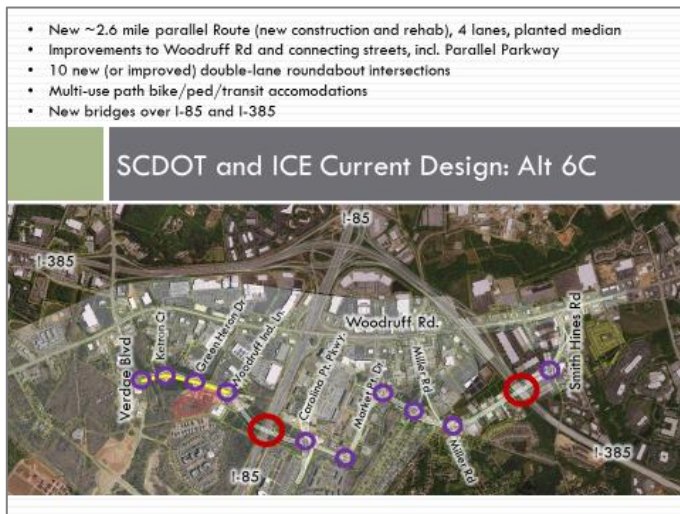 • New ~2.6 mile parallel Route (new construction and rehab), 4 lanes, planted median
• Improvements to Woodruff Rd and connecting streets, incl. Parallel Parkway
• 10 new (or improved) double-lane roundabout intersections
• Multi-use path bike/ped/transit accomodations
• New bridges over I-85 and I-385
SCDOT and ICE Current Design: Alt 6C
I-85
I-385
Woodruff Rd.
Verdae Blvd
Ketron Ct
Green Heron Dr
Woodruff Ind. Ln.
Carolina Pt. Pkwy.
Market Pt Dr
Miller Rd
Smith Hines Rd
Miller Rd
I-385
I-85